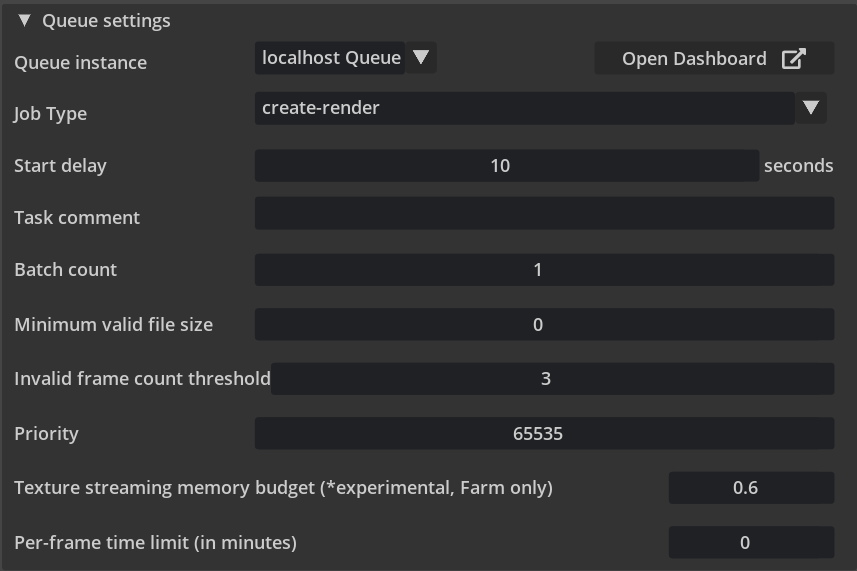 Queue settings
Queue instance localhost Queue Open Dashboard
Job Type create-render
Start delay 10 seconds
Task comment
Batch count 1
Minimum valid file size 0
Invalid frame count threshold 3
Priority 65535
Texture streaming memory budget (*experimental, Farm only) 0.6
Per-frame time limit (in minutes) 0